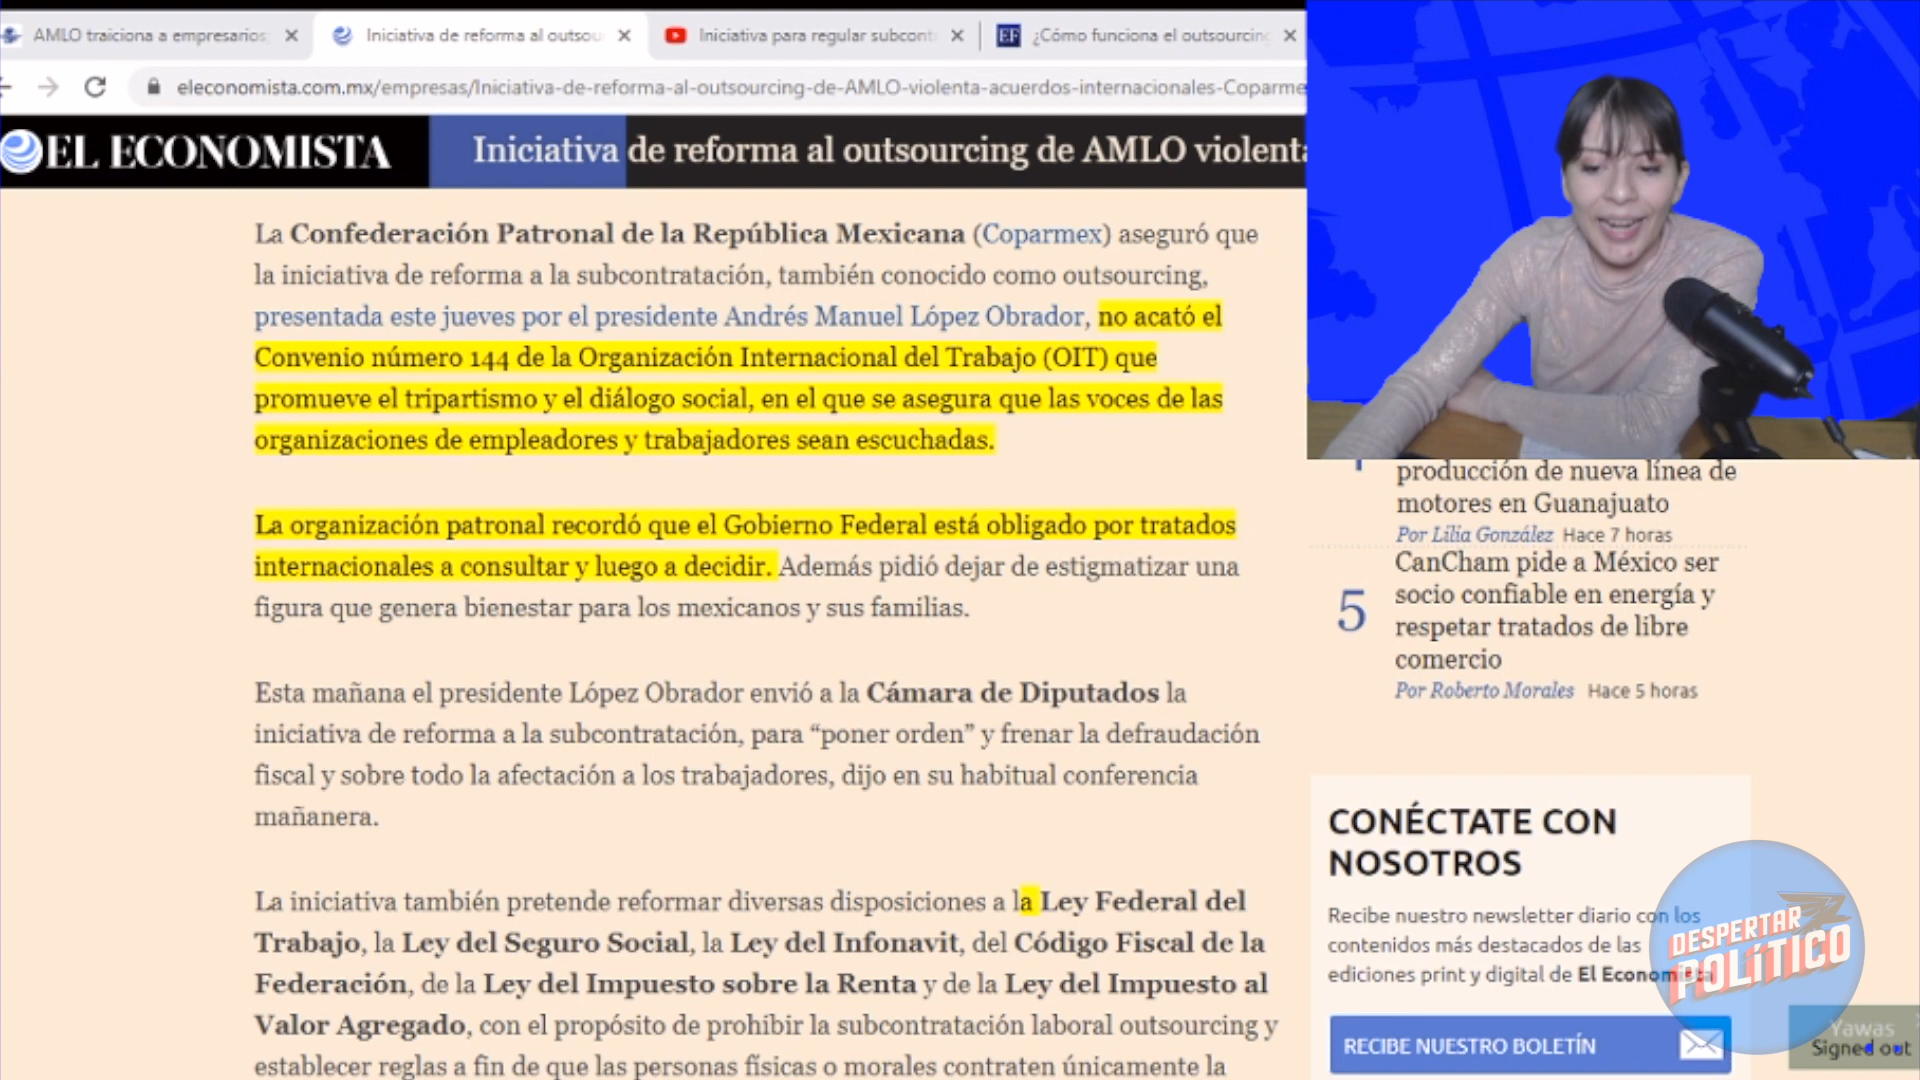 AMLO traiciona a empresarios
Iniciativa de reforma al outsou
Iniciativa para regular subcont
EF ¿Cómo funciona el outsourcing
eleconomista.com.mx/empresas/Iniciativa-de-reforma-al-outsourcing-de-AMLO-violenta-acuerdos-internacionales-Coparme
EL ECONOMISTA
Iniciativa de reforma al outsourcing de AMLO violenta
La Confederación Patronal de la República Mexicana (Coparmex) aseguró que
la iniciativa de reforma a la subcontratación, también conocido como outsourcing,
presentada este jueves por el presidente Andrés Manuel López Obrador, no acató el
Convenio número 144 de la Organización Internacional del Trabajo (OIT) que
promueve el tripartismo y el diálogo social, en el que se asegura que las voces de las
organizaciones de empleadores y trabajadores sean escuchadas.
La organización patronal recordó que el Gobierno Federal está obligado por tratados
internacionales a consultar y luego a decidir. Además pidió dejar de estigmatizar una
figura que genera bienestar para los mexicanos y sus familias.
Esta mañana el presidente López Obrador envió a la Cámara de Diputados la
iniciativa de reforma a la subcontratación, para “poner orden” y frenar la defraudación
fiscal y sobre todo la afectación a los trabajadores, dijo en su habitual conferencia
mañanera.
La iniciativa también pretende reformar diversas disposiciones a la Ley Federal del
Trabajo, la Ley del Seguro Social, la Ley del Infonavit, del Código Fiscal de la
Federación, de la Ley del Impuesto sobre la Renta y de la Ley del Impuesto al
Valor Agregado, con el propósito de prohibir la subcontratación laboral outsourcing y
establecer reglas a fin de que las personas físicas o morales contraten únicamente la
producción de nueva línea de
motores en Guanajuato
Por Lilia González Hace 7 horas
5
CanCham pide a México ser
socio confiable en energía y
respetar tratados de libre
comercio
Por Roberto Morales Hace 5 horas
CONÉCTATE CON
NOSOTROS
Recibe nuestro newsletter diario con los
contenidos más destacados de las
ediciones print y digital de El Economista
RECIBE NUESTRO BOLETÍN
DESPERTAR
POLÍTICO
Yawas
Signed out